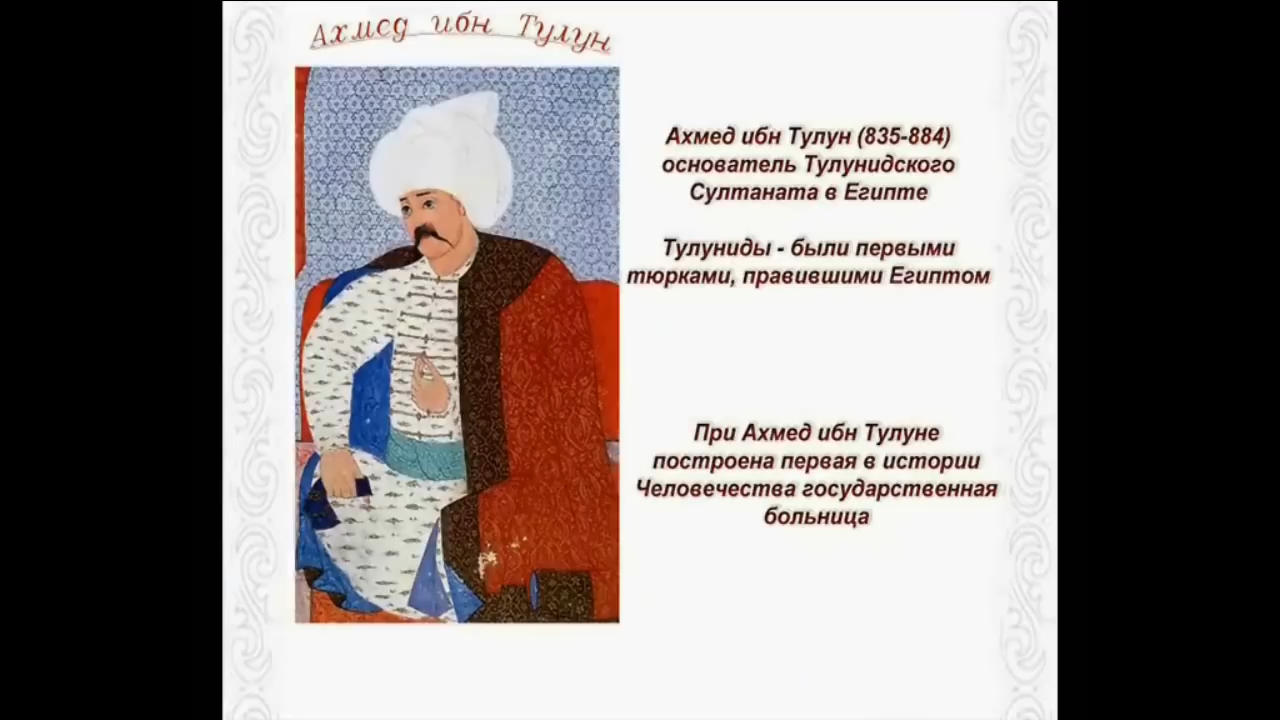 Ахмед ибн Тулун
Ахмед ибн Тулун (835-884)
основатель Тулунидского
Султаната в Египте
Тулуниды - были первыми
тюрками, правившими Египтом
При Ахмед ибн Тулуне
построена первая в истории
Человечества государственная
больница